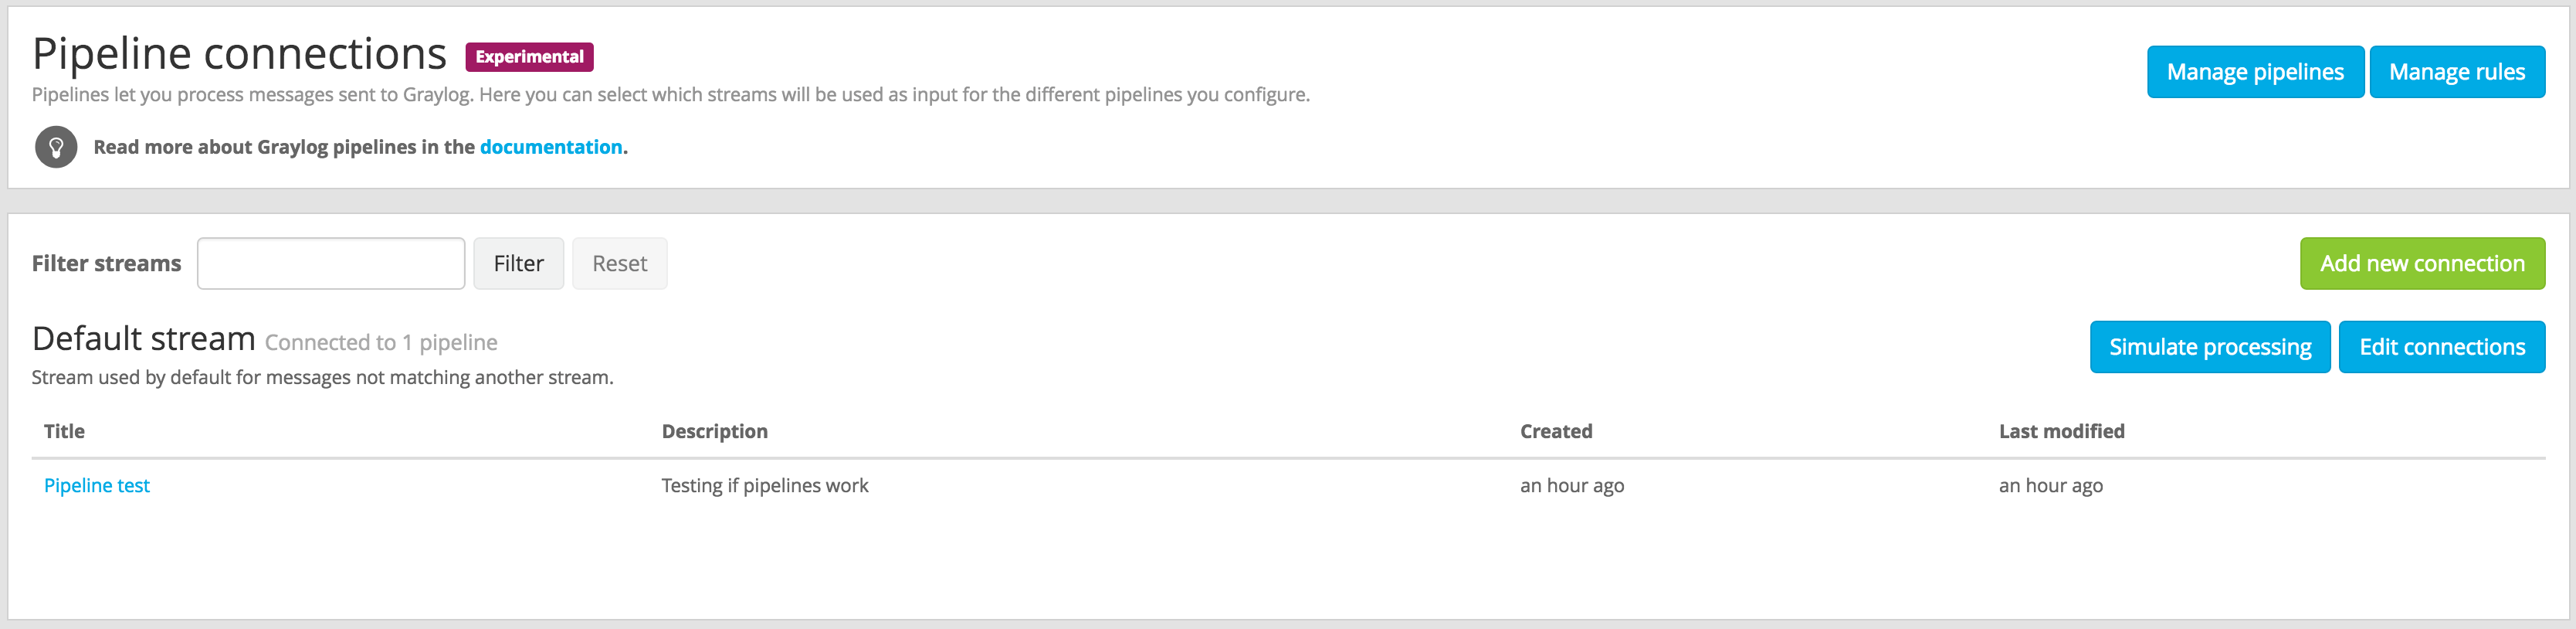 Pipeline connections Experimental
Manage pipelines Manage rules
Pipelines let you process messages sent to Graylog. Here you can select which streams will be used as input for the different pipelines you configure.
Read more about Graylog pipelines in the documentation.
Filter streams Filter Reset Add new connection
Default stream Connected to 1 pipeline
Simulate processing Edit connections
Stream used by default for messages not matching another stream.
Title Description Created Last modified
Pipeline test Testing if pipelines work an hour ago an hour ago